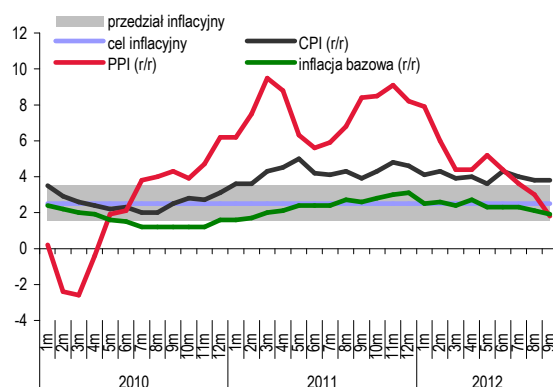 przedział inflacyjny
cel inflacyjny
CPI (r/r)
PPI (r/r)
inflacja bazowa (r/r)
12
10
8
6
4
2
0
-2
-4
1m 2m 3m 4m 5m 6m 7m 8m 9m 10m 11m 12m 1m 2m 3m 4m 5m 6m 7m 8m 9m 10m 11m 12m 1m 2m 3m 4m 5m 6m 7m 8m 9m
2010 2011 2012